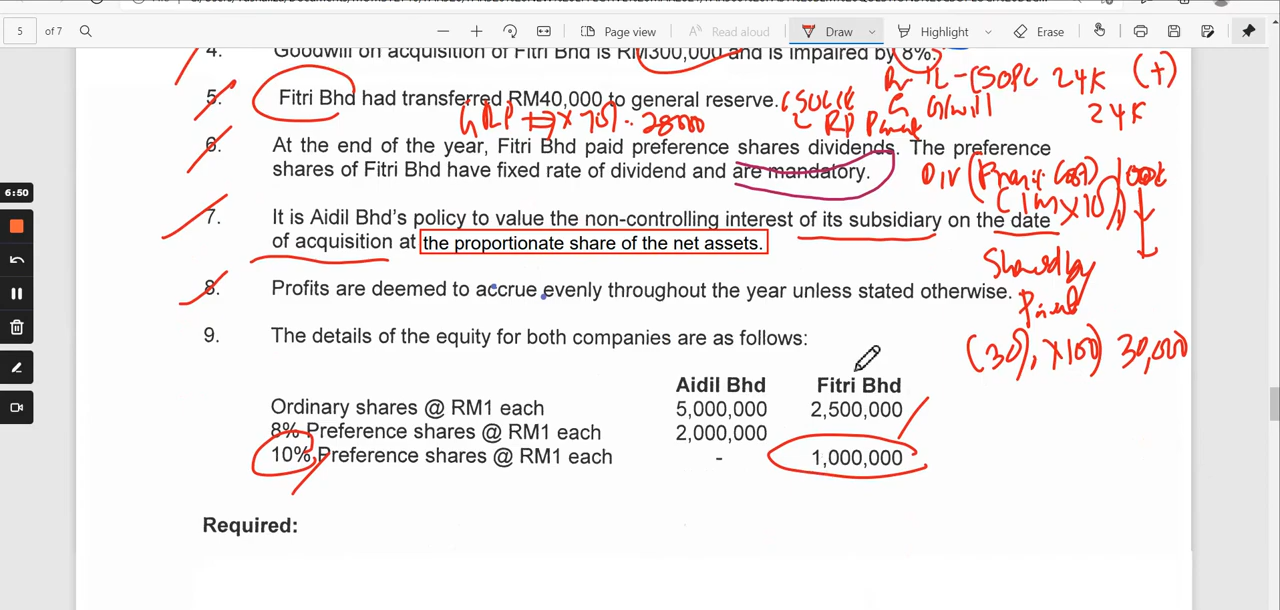 5 of 7 Page view Read aloud Draw Highlight Erase
4. Goodwill on acquisition of Fitri Bhd is RM300,000 and is impaired by 8%.
24K (+)
24K
5. Fitri Bhd had transferred RM40,000 to general reserve.
28000
6. At the end of the year, Fitri Bhd paid preference shares dividends. The preference
shares of Fitri Bhd have fixed rate of dividend and are mandatory.
6:50
7. It is Aidil Bhd's policy to value the non-controlling interest of its subsidiary on the date
of acquisition at the proportionate share of the net assets.
Shared by
8. Profits are deemed to accrue evenly throughout the year unless stated otherwise.
9. The details of the equity for both companies are as follows:
(30% × 100) 30,000
Aidil Bhd Fitri Bhd
Ordinary shares @ RM1 each 5,000,000 2,500,000
8% Preference shares @ RM1 each 2,000,000
10% Preference shares @ RM1 each - 1,000,000
Required: